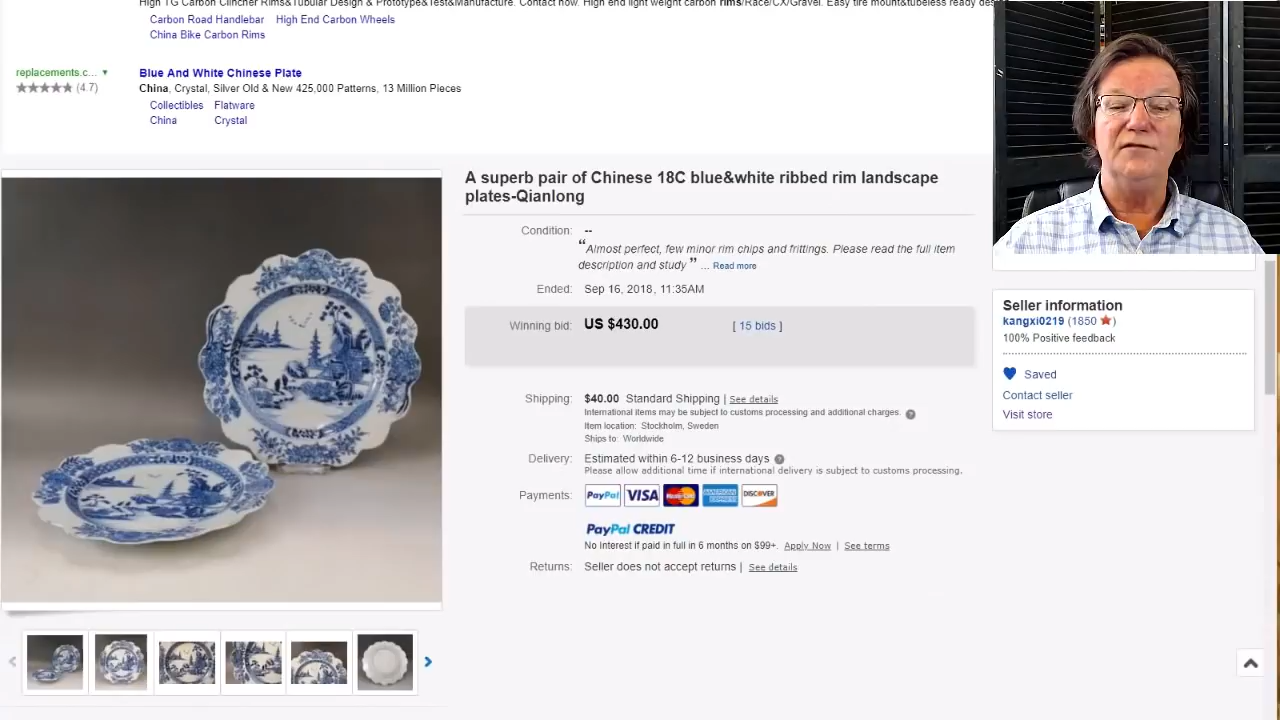 High TG Carbon Clincher Rims&Tubular Design & Prototype&Test&Manufacture. Contact now. High end light weight carbon rims/Race/CX/Gravel. Easy tire mount&tubeless ready
Carbon Road Handlebar High End Carbon Wheels
China Bike Carbon Rims
replacements.c... ▼ Blue And White Chinese Plate
★★★★★ (4.7) China, Crystal, Silver Old & New 425,000 Patterns, 13 Million Pieces
Collectibles Flatware
China Crystal
A superb pair of Chinese 18C blue&white ribbed rim landscape
plates-Qianlong
Condition: --
“Almost perfect, few minor rim chips and frittings. Please read the full item
description and study ” ... Read more
Ended: Sep 16, 2018, 11:35AM
Winning bid: US $430.00 [ 15 bids ]
Shipping: $40.00 Standard Shipping | See details
International items may be subject to customs processing and additional charges. ?
Item location: Stockholm, Sweden
Ships to: Worldwide
Delivery: Estimated within 6-12 business days ?
Please allow additional time if international delivery is subject to customs processing.
Payments: PayPal VISA MasterCard AMERICAN EXPRESS DISCOVER
PayPal CREDIT
No Interest if paid in full in 6 months on $99+. Apply Now | See terms
Returns: Seller does not accept returns | See details
Seller information
kangxi0219 (1850 ★)
100% Positive feedback
Saved
Contact seller
Visit store